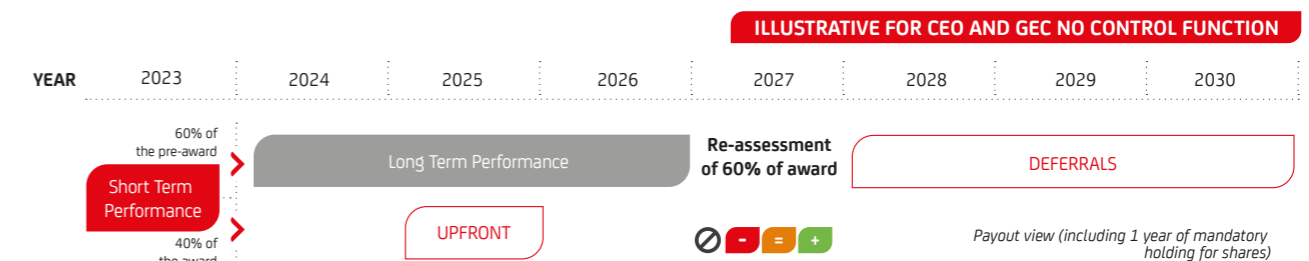 ILLUSTRATIVE FOR CEO AND GEC NO CONTROL FUNCTION
YEAR 2023 2024 2025 2026 2027 2028 2029 2030
60% of
the pre-award
Long Term Performance
Re-assessment
of 60% of award
DEFERRALS
Short Term
Performance
UPFRONT
- = +
40% of
the award
Payout view (including 1 year of mandatory
holding for shares)